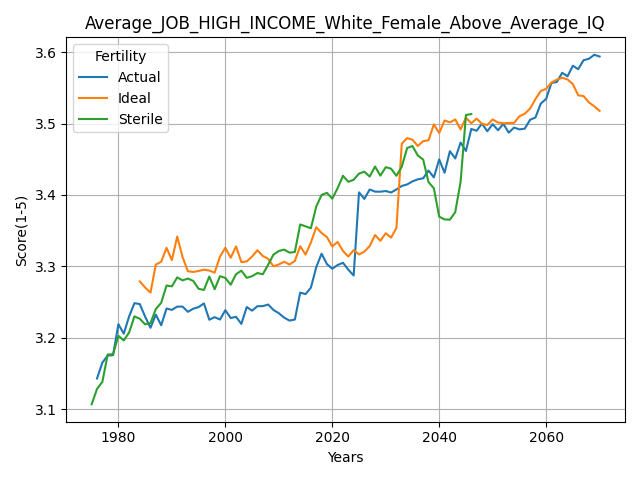 Average_JOB_HIGH_INCOME_White_Female_Above_Average_IQ
Fertility
Actual
Ideal
Sterile
Score(1-5)
3.6
3.5
3.4
3.3
3.2
3.1
1980 2000 2020 2040 2060
Years